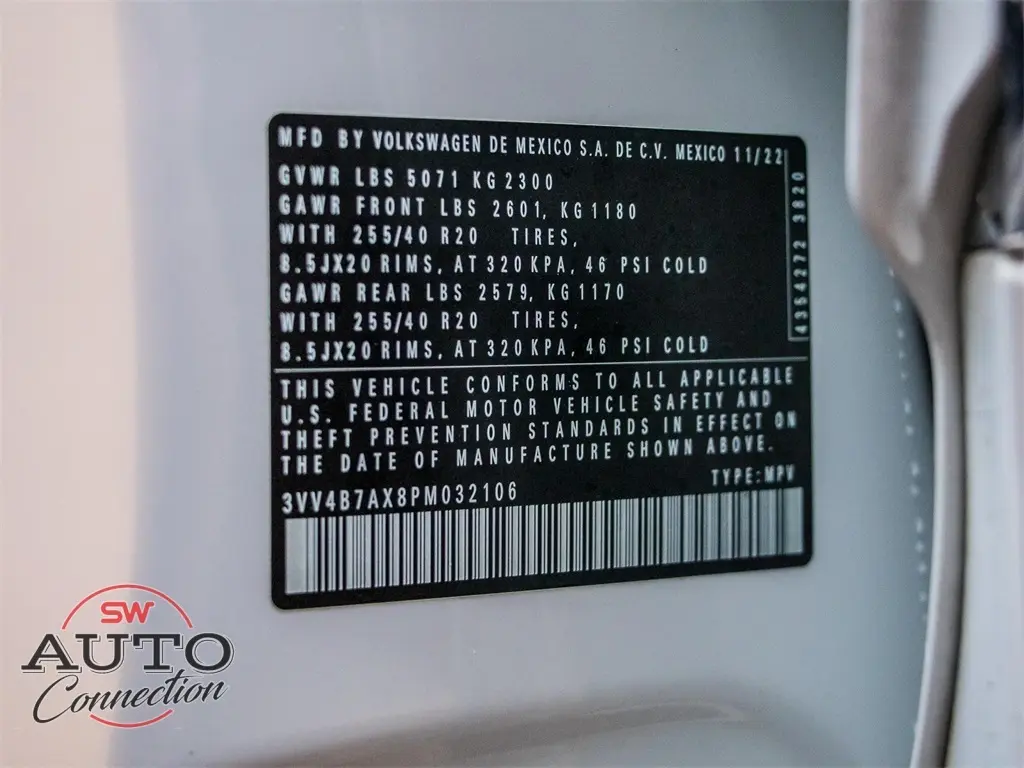 MFD BY VOLKSWAGEN DE MEXICO S.A. DE C.V. MEXICO 11/22
GVWR LBS 5071 KG 2300
GAWR FRONT LBS 2601, KG 1180
WITH 255/40 R20 TIRES,
8.5JX20 RIMS, AT 320 KPA, 46 PSI COLD
GAWR REAR LBS 2579, KG 1170
WITH 255/40 R20 TIRES,
8.5JX20 RIMS, AT 320 KPA, 46 PSI COLD
4354272 3820
THIS VEHICLE CONFORMS TO ALL APPLICABLE
U.S. FEDERAL MOTOR VEHICLE SAFETY AND
THEFT PREVENTION STANDARDS IN EFFECT ON
THE DATE OF MANUFACTURE SHOWN ABOVE.
TYPE: MPV
3VV4B7AX8PM032106
SW
AUTO
Connection